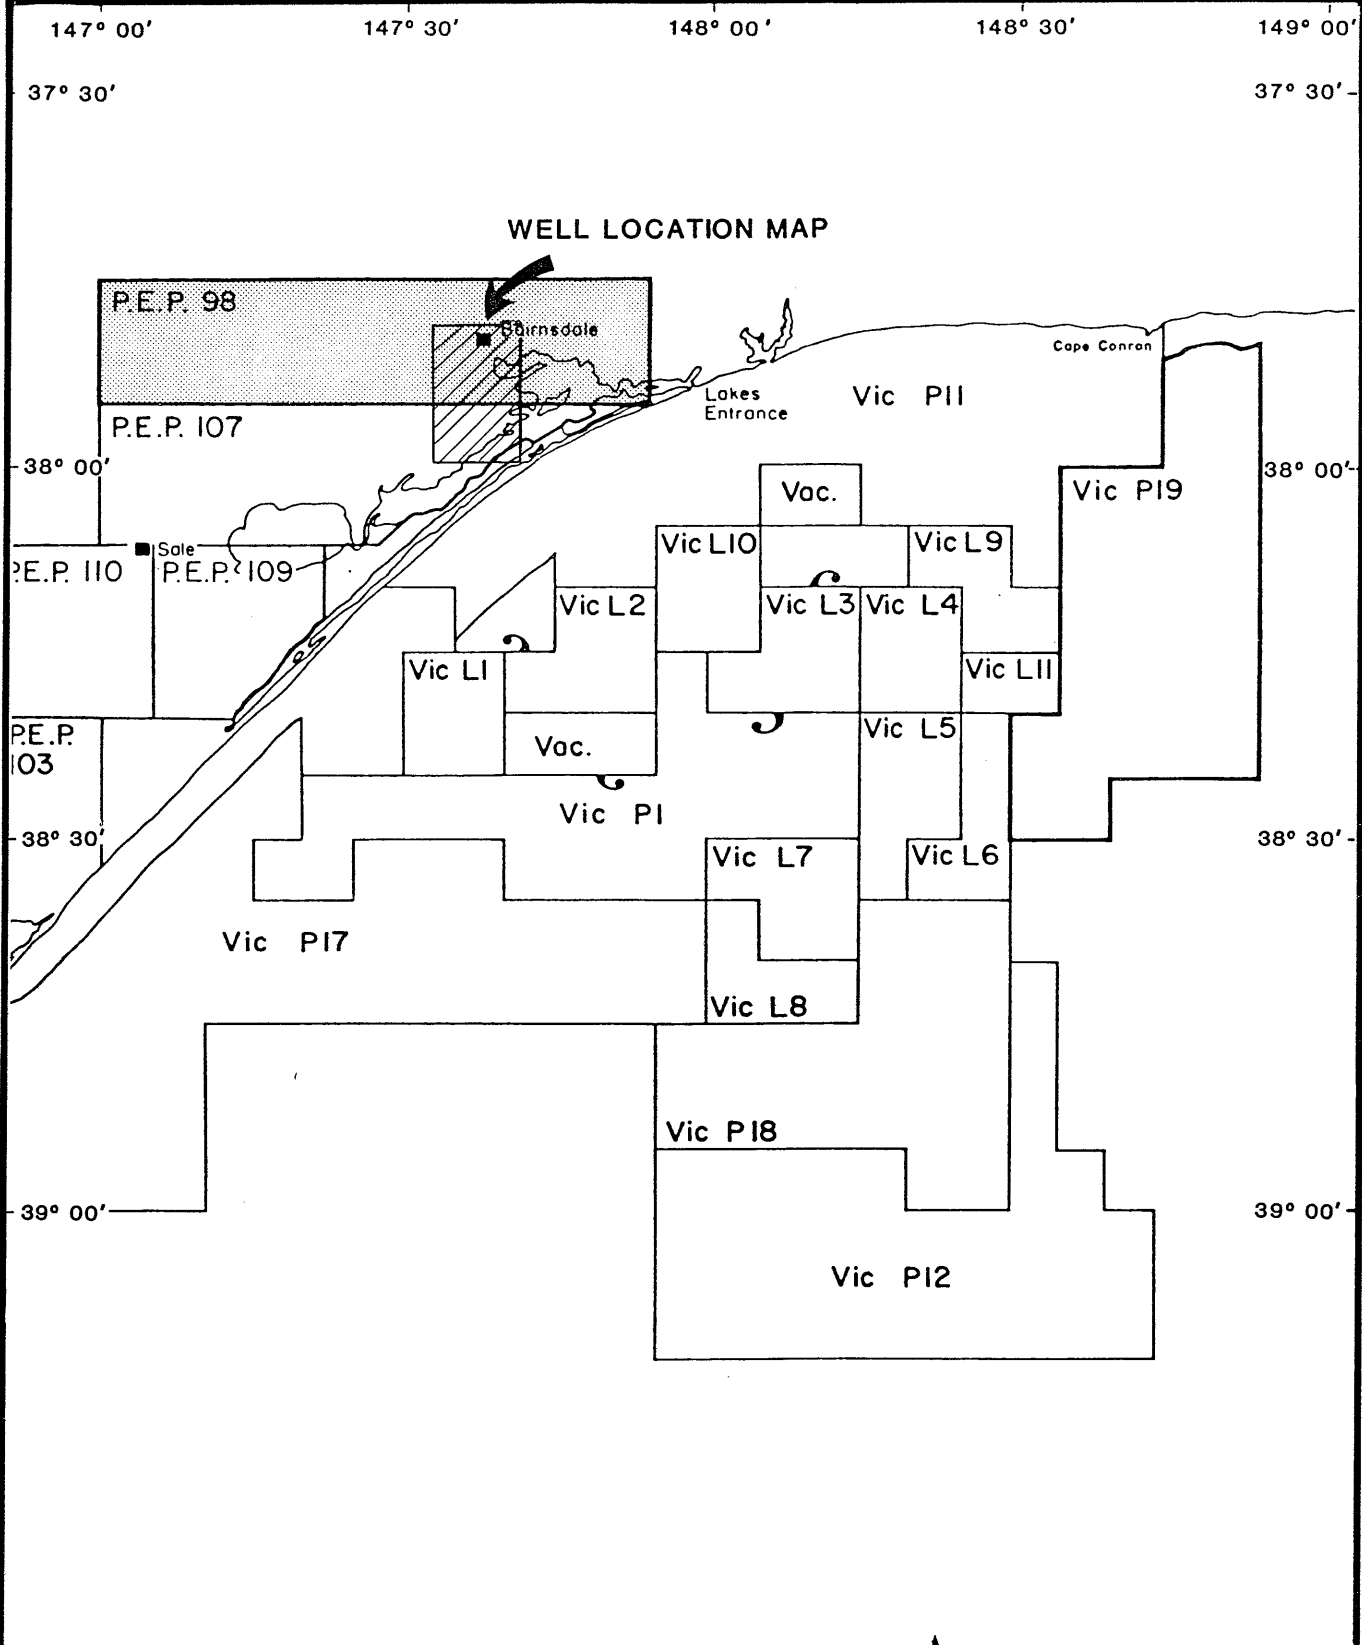 147° 00′ 147° 30′ 148° 00′ 148° 30′ 149° 00′
37° 30′ 37° 30′
WELL LOCATION MAP
P.E.P. 98
Bairnsdale
Cape Conran
Lakes
Entrance
Vic P11
P.E.P. 107
38° 00′ 38° 00′
Vac.
Vic P19
Vic L10
Vic L9
Sale
P.E.P. 110
P.E.P. 109
Vic L2
Vic L3
Vic L4
Vic L1
Vic L11
P.E.P.
103
Vic L5
Vac.
Vic P1
38° 30′ 38° 30′
Vic L7
Vic L6
Vic P17
Vic L8
Vic P18
39° 00′ 39° 00′
Vic P12